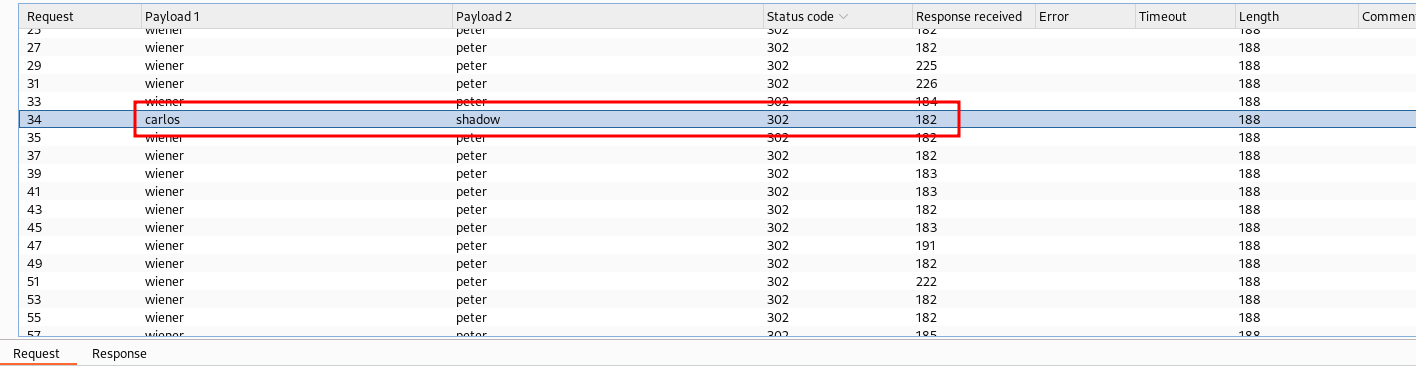 Request Payload 1 Payload 2 Status code Response received Error Timeout Length Commen
25 wiener peter 302 182 188
27 wiener peter 302 182 188
29 wiener peter 302 225 188
31 wiener peter 302 226 188
33 wiener peter 302 184 188
34 carlos shadow 302 182 188
35 wiener peter 302 182 188
37 wiener peter 302 182 188
39 wiener peter 302 183 188
41 wiener peter 302 183 188
43 wiener peter 302 182 188
45 wiener peter 302 183 188
47 wiener peter 302 191 188
49 wiener peter 302 182 188
51 wiener peter 302 222 188
53 wiener peter 302 182 188
55 wiener peter 302 182 188
57 wiener peter 302 185 188
Request Response